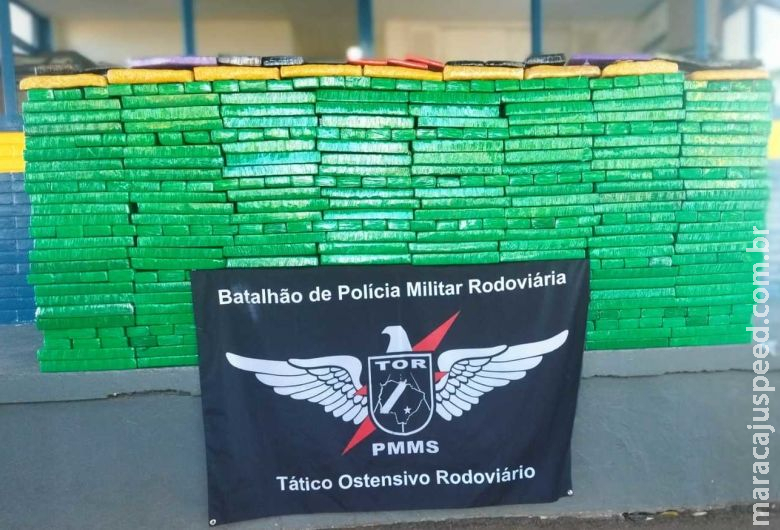 Batalhão de Polícia Militar Rodoviária
TOR
PMMS
Tático Ostensivo Rodoviário
maracajuspeed.com.br